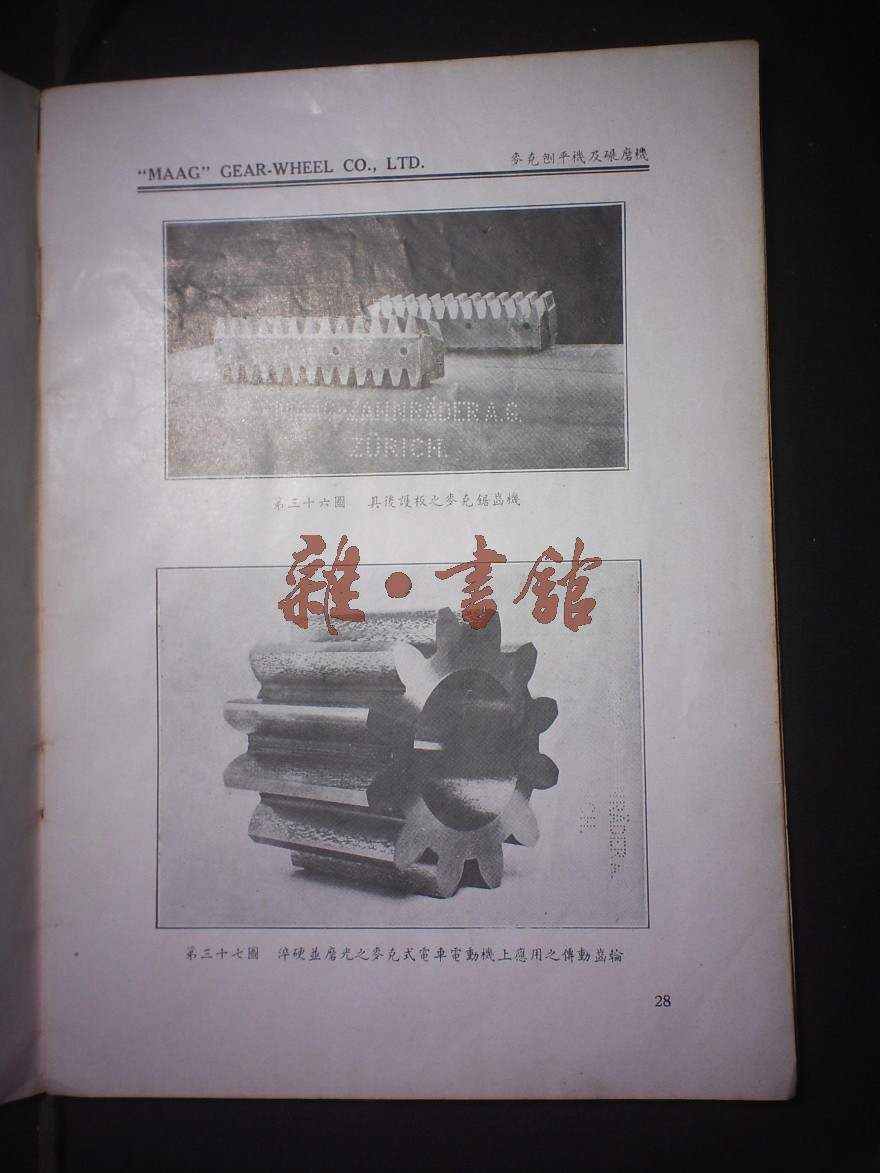 “MAAG” GEAR-WHEEL CO., LTD.
麥克刨平機及碾磨機
ZAHNRÄDER A.G.
ZÜRICH.
第三十六圖 具後護板之麥克鋸齒機
雜·書館
第三十七圖 淬硬並磨光之麥克式電車電動機上應用之傳動齒輪
28